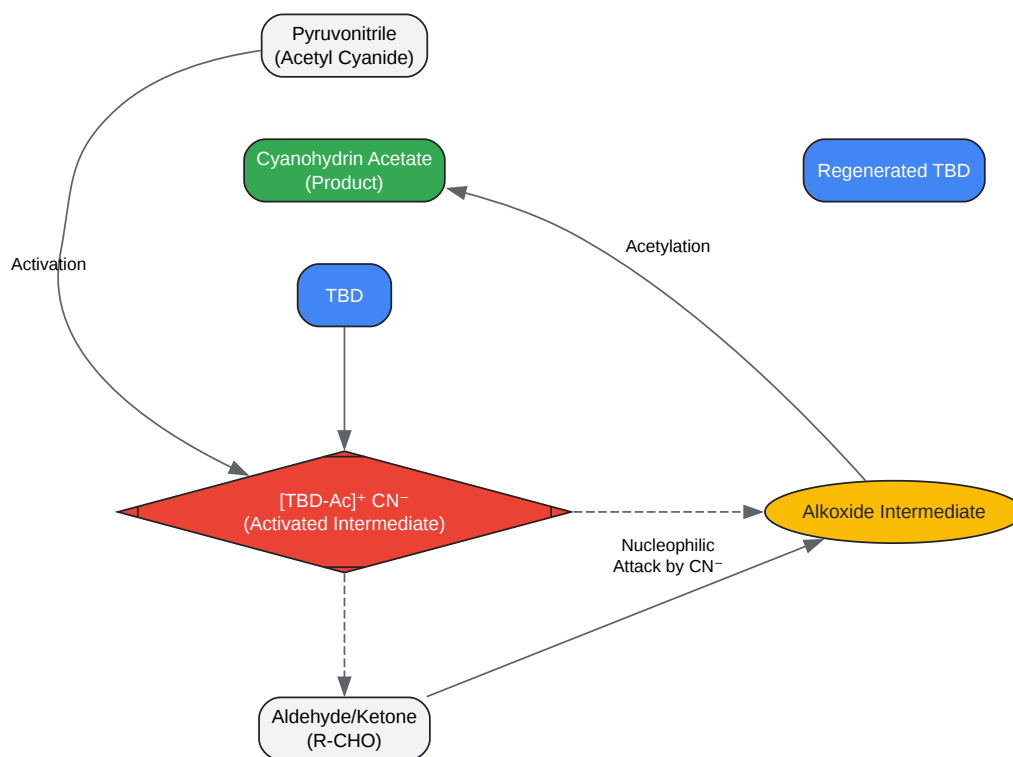 Pyruvonitrile
(Acetyl Cyanide)
Cyanohydrin Acetate
(Product)
Regenerated TBD
Acetylation
Activation
TBD
[TBD-Ac]⁺ CN⁻
(Activated Intermediate)
Alkoxide Intermediate
Nucleophilic
Attack by CN⁻
Aldehyde/Ketone
(R-CHO)